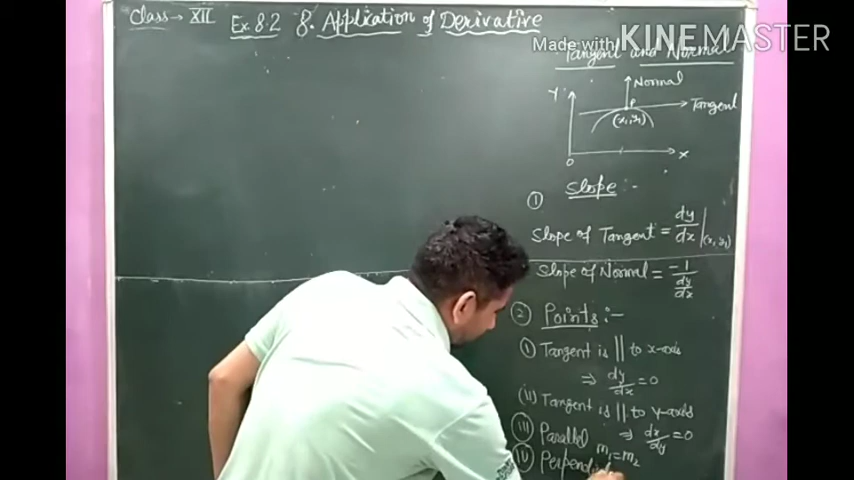 Class → XII
Ex. 8.2 8. Application of Derivative
Made with KINEMASTER
Tangent and Normal
Normal
Y
P
Tangent
(x₁, y₁)
O
x
① Slope :-
Slope of Tangent = dy/dx |(x₁, y₁)
Slope of Normal = -1/(dy/dx)
② Points :-
① Tangent is || to x-axis
⇒ dy/dx = 0
(ii) Tangent is || to Y-axis
⇒ dx/dy = 0
(iii) Parallel
m₁ = m₂
(iv)